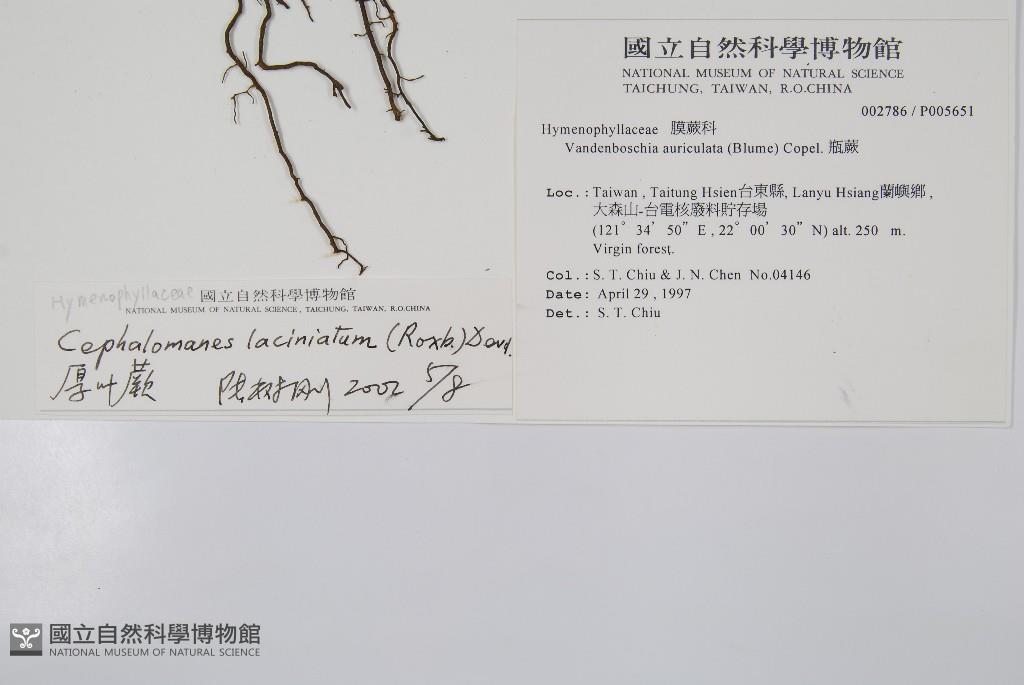 國立自然科學博物館
NATIONAL MUSEUM OF NATURAL SCIENCE
TAICHUNG, TAIWAN, R.O.CHINA
002786 / P005651
Hymenophyllaceae 膜蕨科
Vandenboschia auriculata (Blume) Copel. 瓶蕨
Loc.: Taiwan , Taitung Hsien台東縣, Lanyu Hsiang蘭嶼鄉 ,
大森山-台電核廢料貯存場
(121° 34' 50" E , 22° 00' 30" N) alt. 250 m.
Virgin forest.
Col.: S. T. Chiu & J. N. Chen No.04146
Date: April 29 , 1997
Det.: S. T. Chiu
Hymenophyllaceae 國立自然科學博物館
NATIONAL MUSEUM OF NATURAL SCIENCE , TAICHUNG, TAIWAN, R.O.CHINA
Cephalomanes laciniatum (Roxb.) Devl.
厚叶蕨 陈树刚 2002 5/8
國立自然科學博物館
NATIONAL MUSEUM OF NATURAL SCIENCE